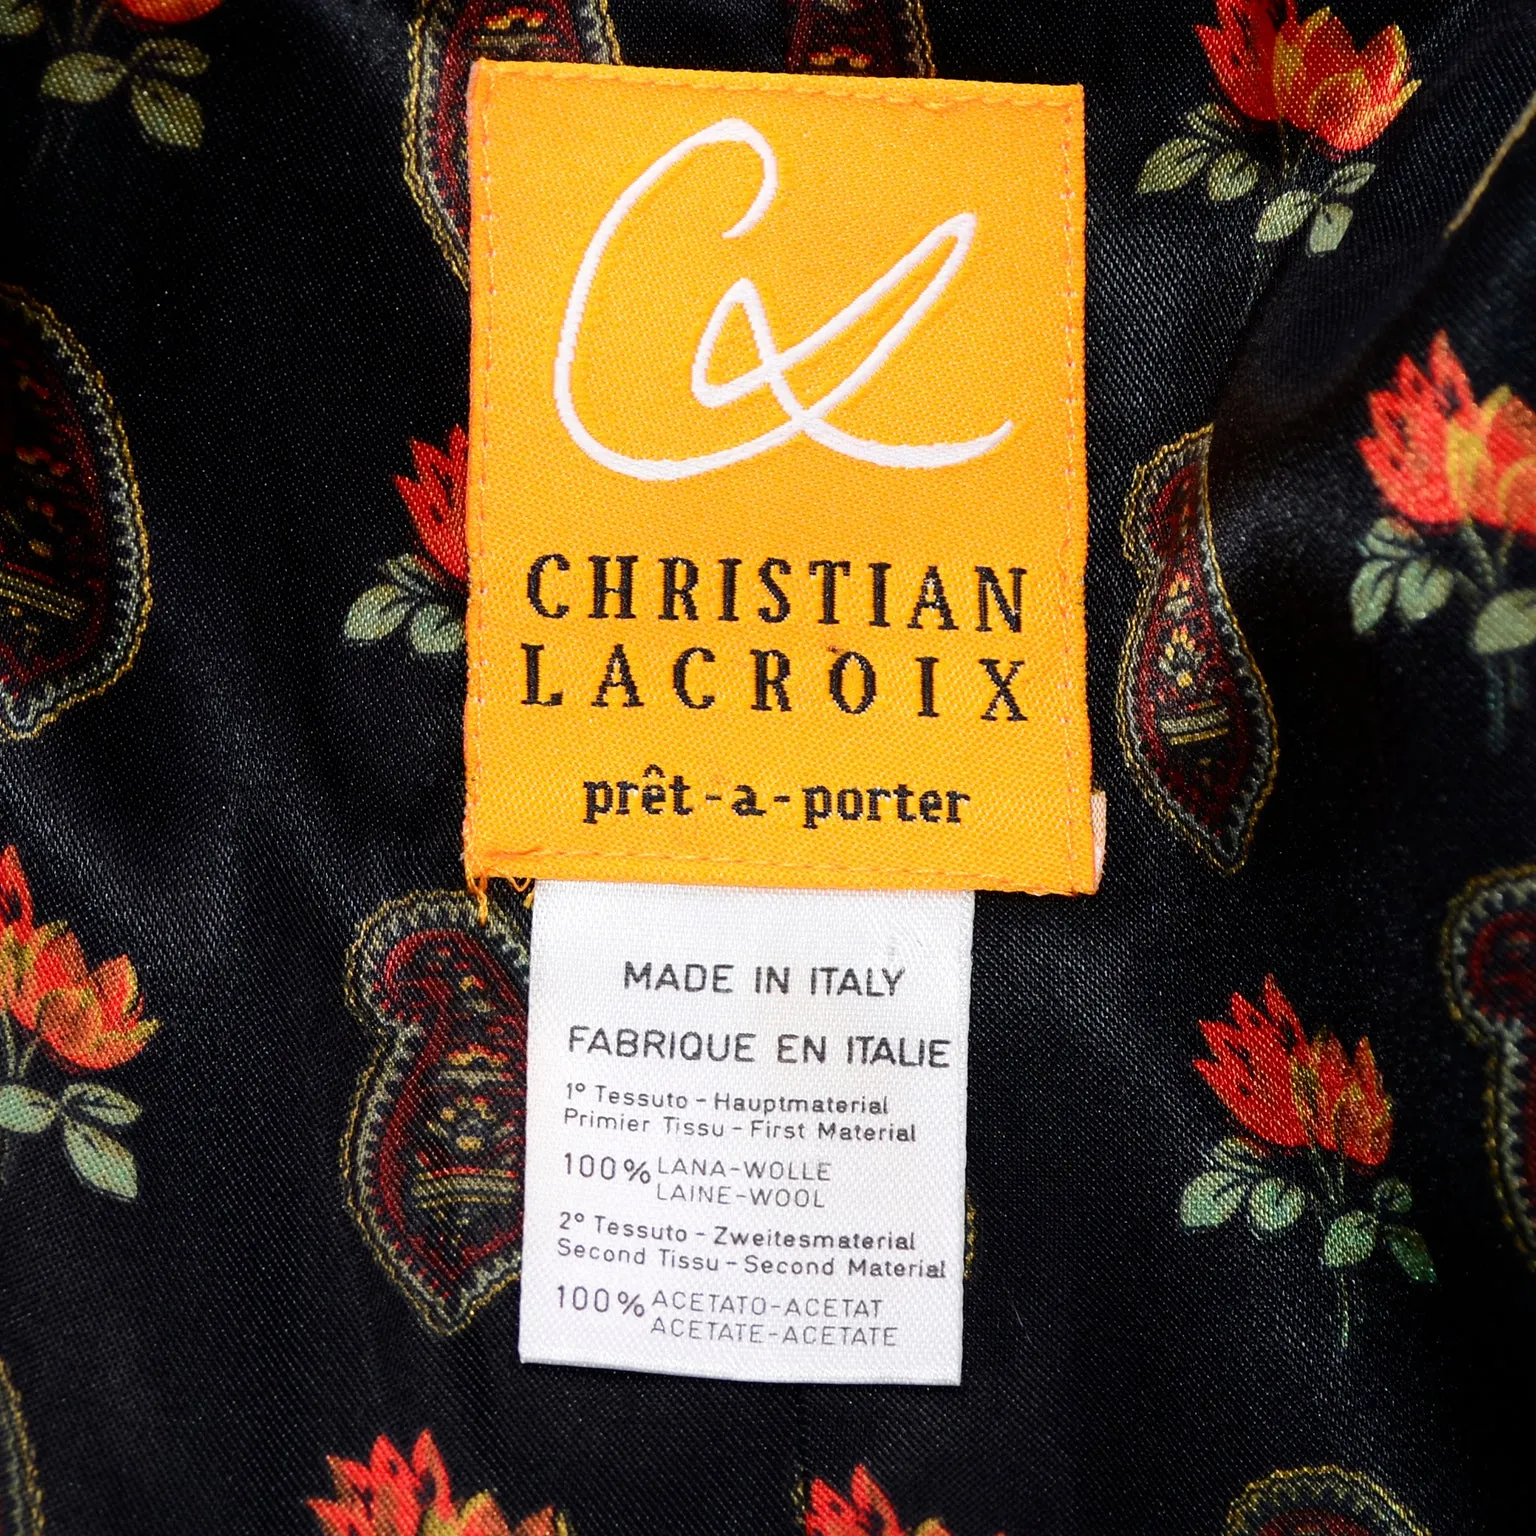 CL
CHRISTIAN
LACROIX
prêt-a-porter
MADE IN ITALY
FABRIQUE EN ITALIE
1° Tessuto - Hauptmaterial
Primier Tissu - First Material
100% LANA-WOLLE
LAINE-WOOL
2° Tessuto - Zweitesmaterial
Second Tissu - Second Material
100% ACETATO-ACETAT
ACETATE-ACETATE